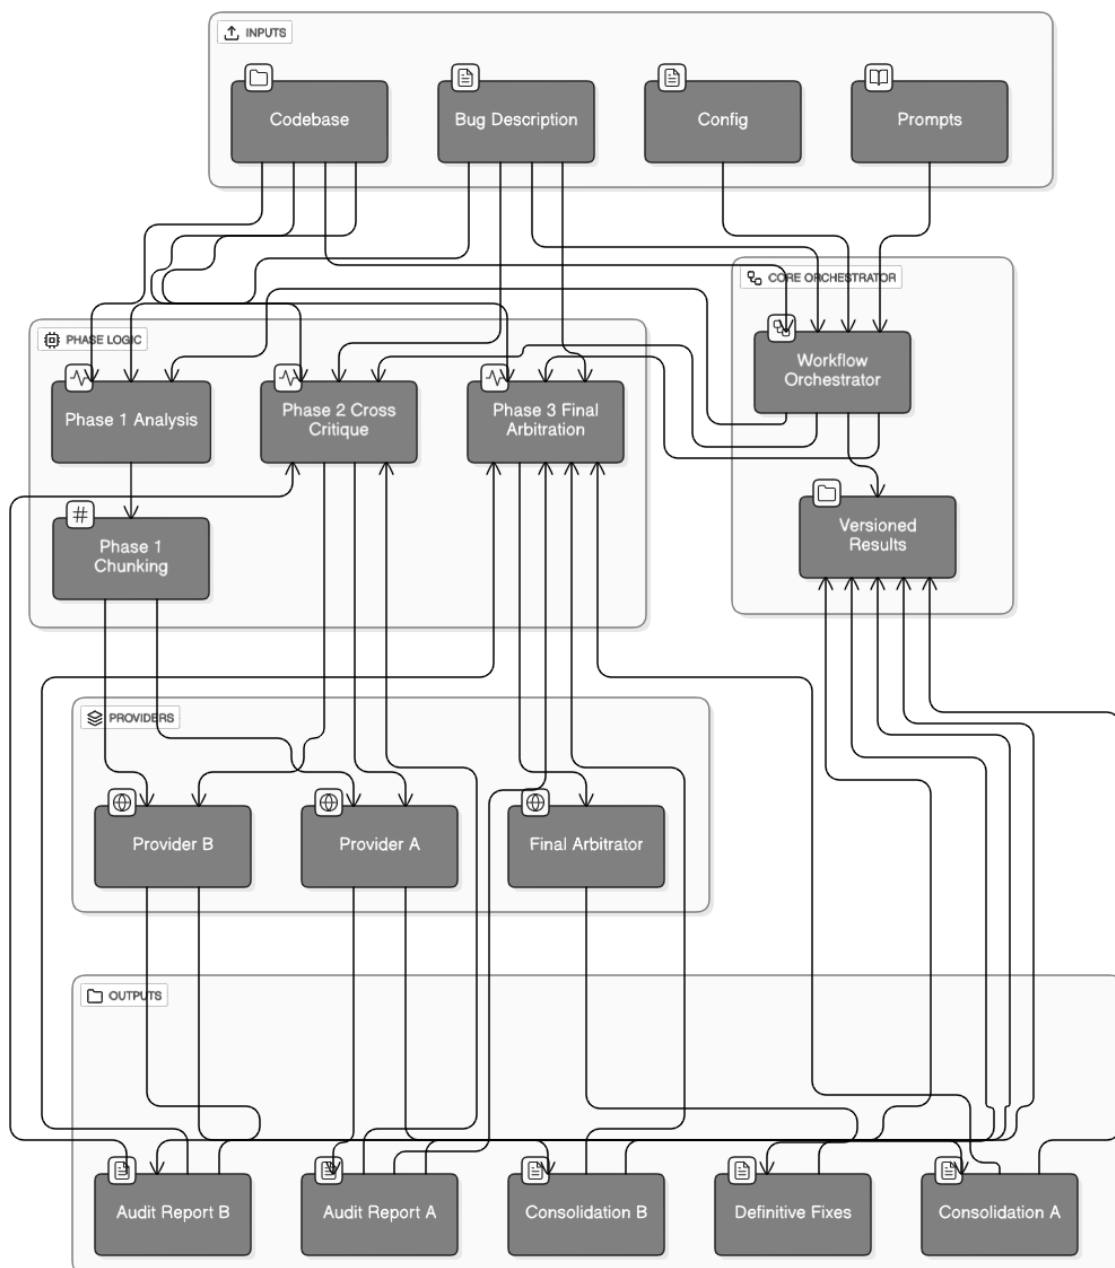 INPUTS
Codebase
Bug Description
Config
Prompts
CORE ORCHESTRATOR
Workflow
Orchestrator
PHASE LOGIC
Phase 1 Analysis
Phase 2 Cross
Critique
Phase 3 Final
Arbitration
Versioned
Results
#
Phase 1
Chunking
PROVIDERS
Provider B
Provider A
Final Arbitrator
OUTPUTS
Audit Report B
Audit Report A
Consolidation B
Definitive Fixes
Consolidation A